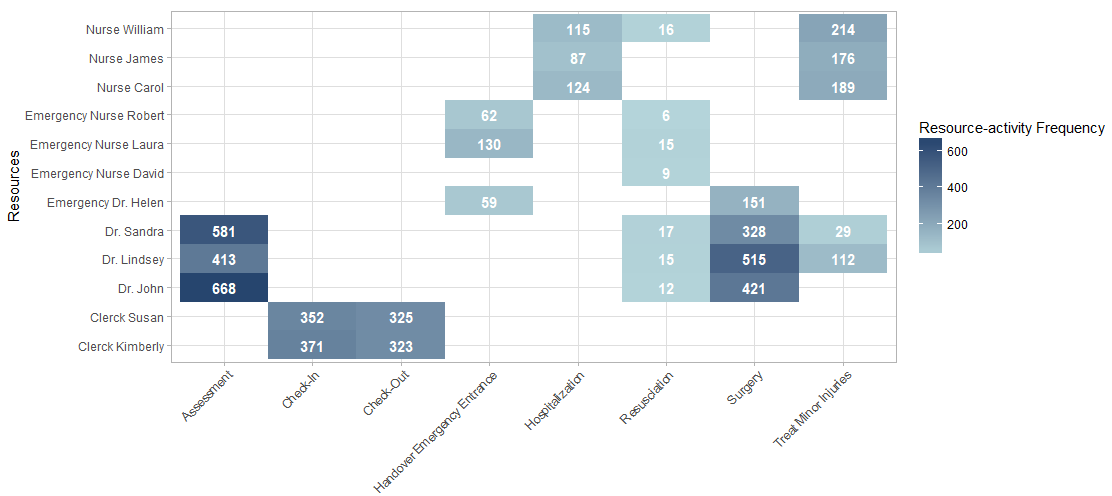 Nurse William 115 16 214
Nurse James 87 176
Nurse Carol 124 189
Emergency Nurse Robert 62 6
Emergency Nurse Laura 130 15
Emergency Nurse David 9
Emergency Dr. Helen 59 151
Dr. Sandra 581 17 328 29
Dr. Lindsey 413 15 515 112
Dr. John 668 12 421
Clerck Susan 352 325
Clerck Kimberly 371 323
Resources
Assessment
Check-In
Check-Out
Handover Emergency Entrance
Hospitalization
Resusciation
Surgery
Treat Minor Injuries
Resource-activity Frequency
600
400
200